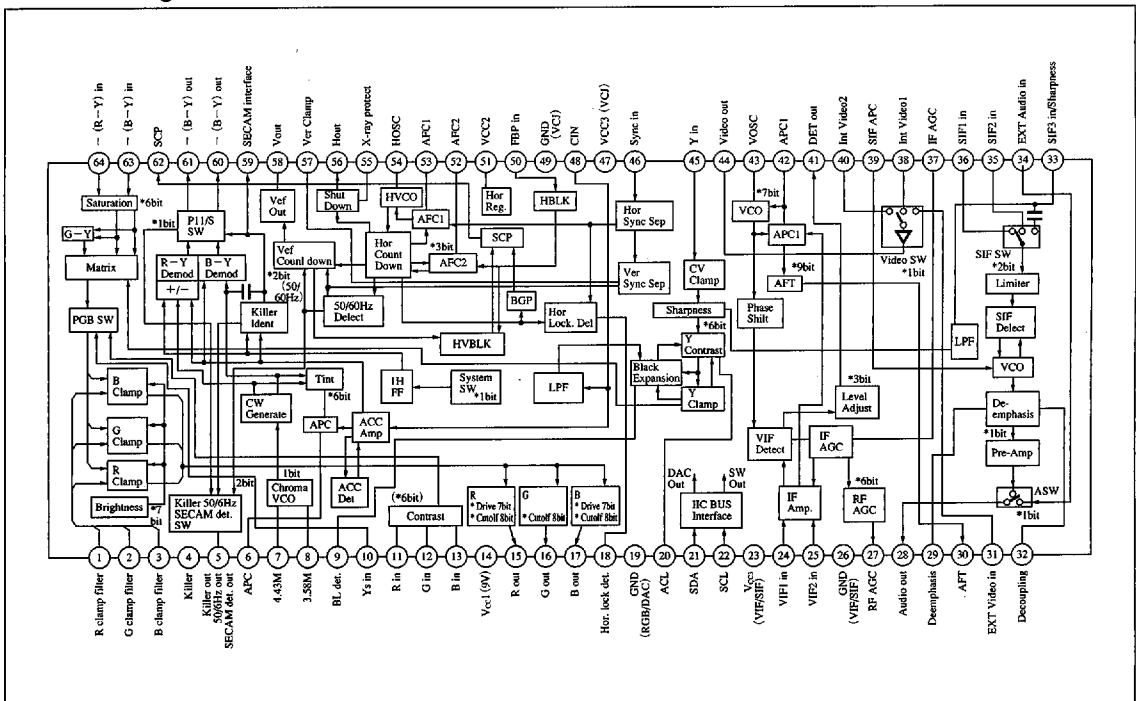 −(R−Y) in
−(B−Y) in
SCP
−(B−Y) out
−(B−Y) out
SECAM interface
Vout
Ver Clamp
Hout
X-ray protect
HOSC
AFC1
AFC2
VCC2
FBP in
GND (VCJ)
CIN
VCC3 (VCJ)
Sync in
Y in
Video out
VOSC
APC1
DET out
Int Video2
SIF APC
Int Video1
IF AGC
SIF1 in
SIF2 in
EXT Audio in
SIF3 in/Sharpness
64 63 62 61 60 59 58 57 56 55 54 53 52 51 50 49 48 47 46 45 44 43 42 41 40 39 38 37 36 35 34 33
Saturation
*6bit
G−Y
Matrix
PGB SW
*1bit
P11/S SW
R−Y Demod
B−Y Demod
+/−
*2bit (50/60Hz)
Killer Ident
Vef Out
Vef Counl down
50/60Hz Delect
Shut Down
HVCO
Hor Count Down
AFC1
*3bit
AFC2
Hor Reg.
HBLK
SCP
BGP
HVBLK
Hor Sync Sep
Ver Sync Sep
Hor Lock. Del
CV Clamp
Sharpness
*6bit
Y Contrast
Black Expansion
Y Clamp
LPF
*7bit
VCO
APC1
*9bit
AFT
Phase Shilt
Video SW
*1bit
SIF SW
*2bit
Limiter
SIF Delect
LPF
VCO
B Clamp
G Clamp
R Clamp
Brightness
*7 bit
CW Generate
Tint
*6bit
APC
ACC Amp
ACC Det
1H FF
System SW
*1bit
Killer 50/6Hz SECAM det. SW
2bit
1bit
Chroma VCO
(*6bit)
Contrast
R
* Drive 7bit
* Cutoff 8bit
G
* Cutoff 8bit
B
* Drive 7bit
* Cutoff 8bit
DAC Out
SW Out
IIC BUS Interface
VIF Detect
IF AGC
*3bit
Level Adjust
IF Amp.
*6bit
RF AGC
De-emphasis
*1bit
Pre-Amp
ASW
*1bit
1 2 3 4 5 6 7 8 9 10 11 12 13 14 15 16 17 18 19 20 21 22 23 24 25 26 27 28 29 30 31 32
R clamp filter
G clamp filter
B clamp filter
Killer
Killer out
50/6Hz out
SECAM det. out
APC
4.43M
3.58M
BL det.
Ys in
R in
G in
B in
Vcc1 (9V)
R out
G out
B out
Hor. lock det.
GND (RGB/DAC)
ACL
SDA
SCL
Vcc3 (VIF/SIF)
VIF1 in
VIF2 in
GND (VIF/SIF)
RF AGC
Audio out
Deemphasis
AFT
EXT Video in
Decoupling